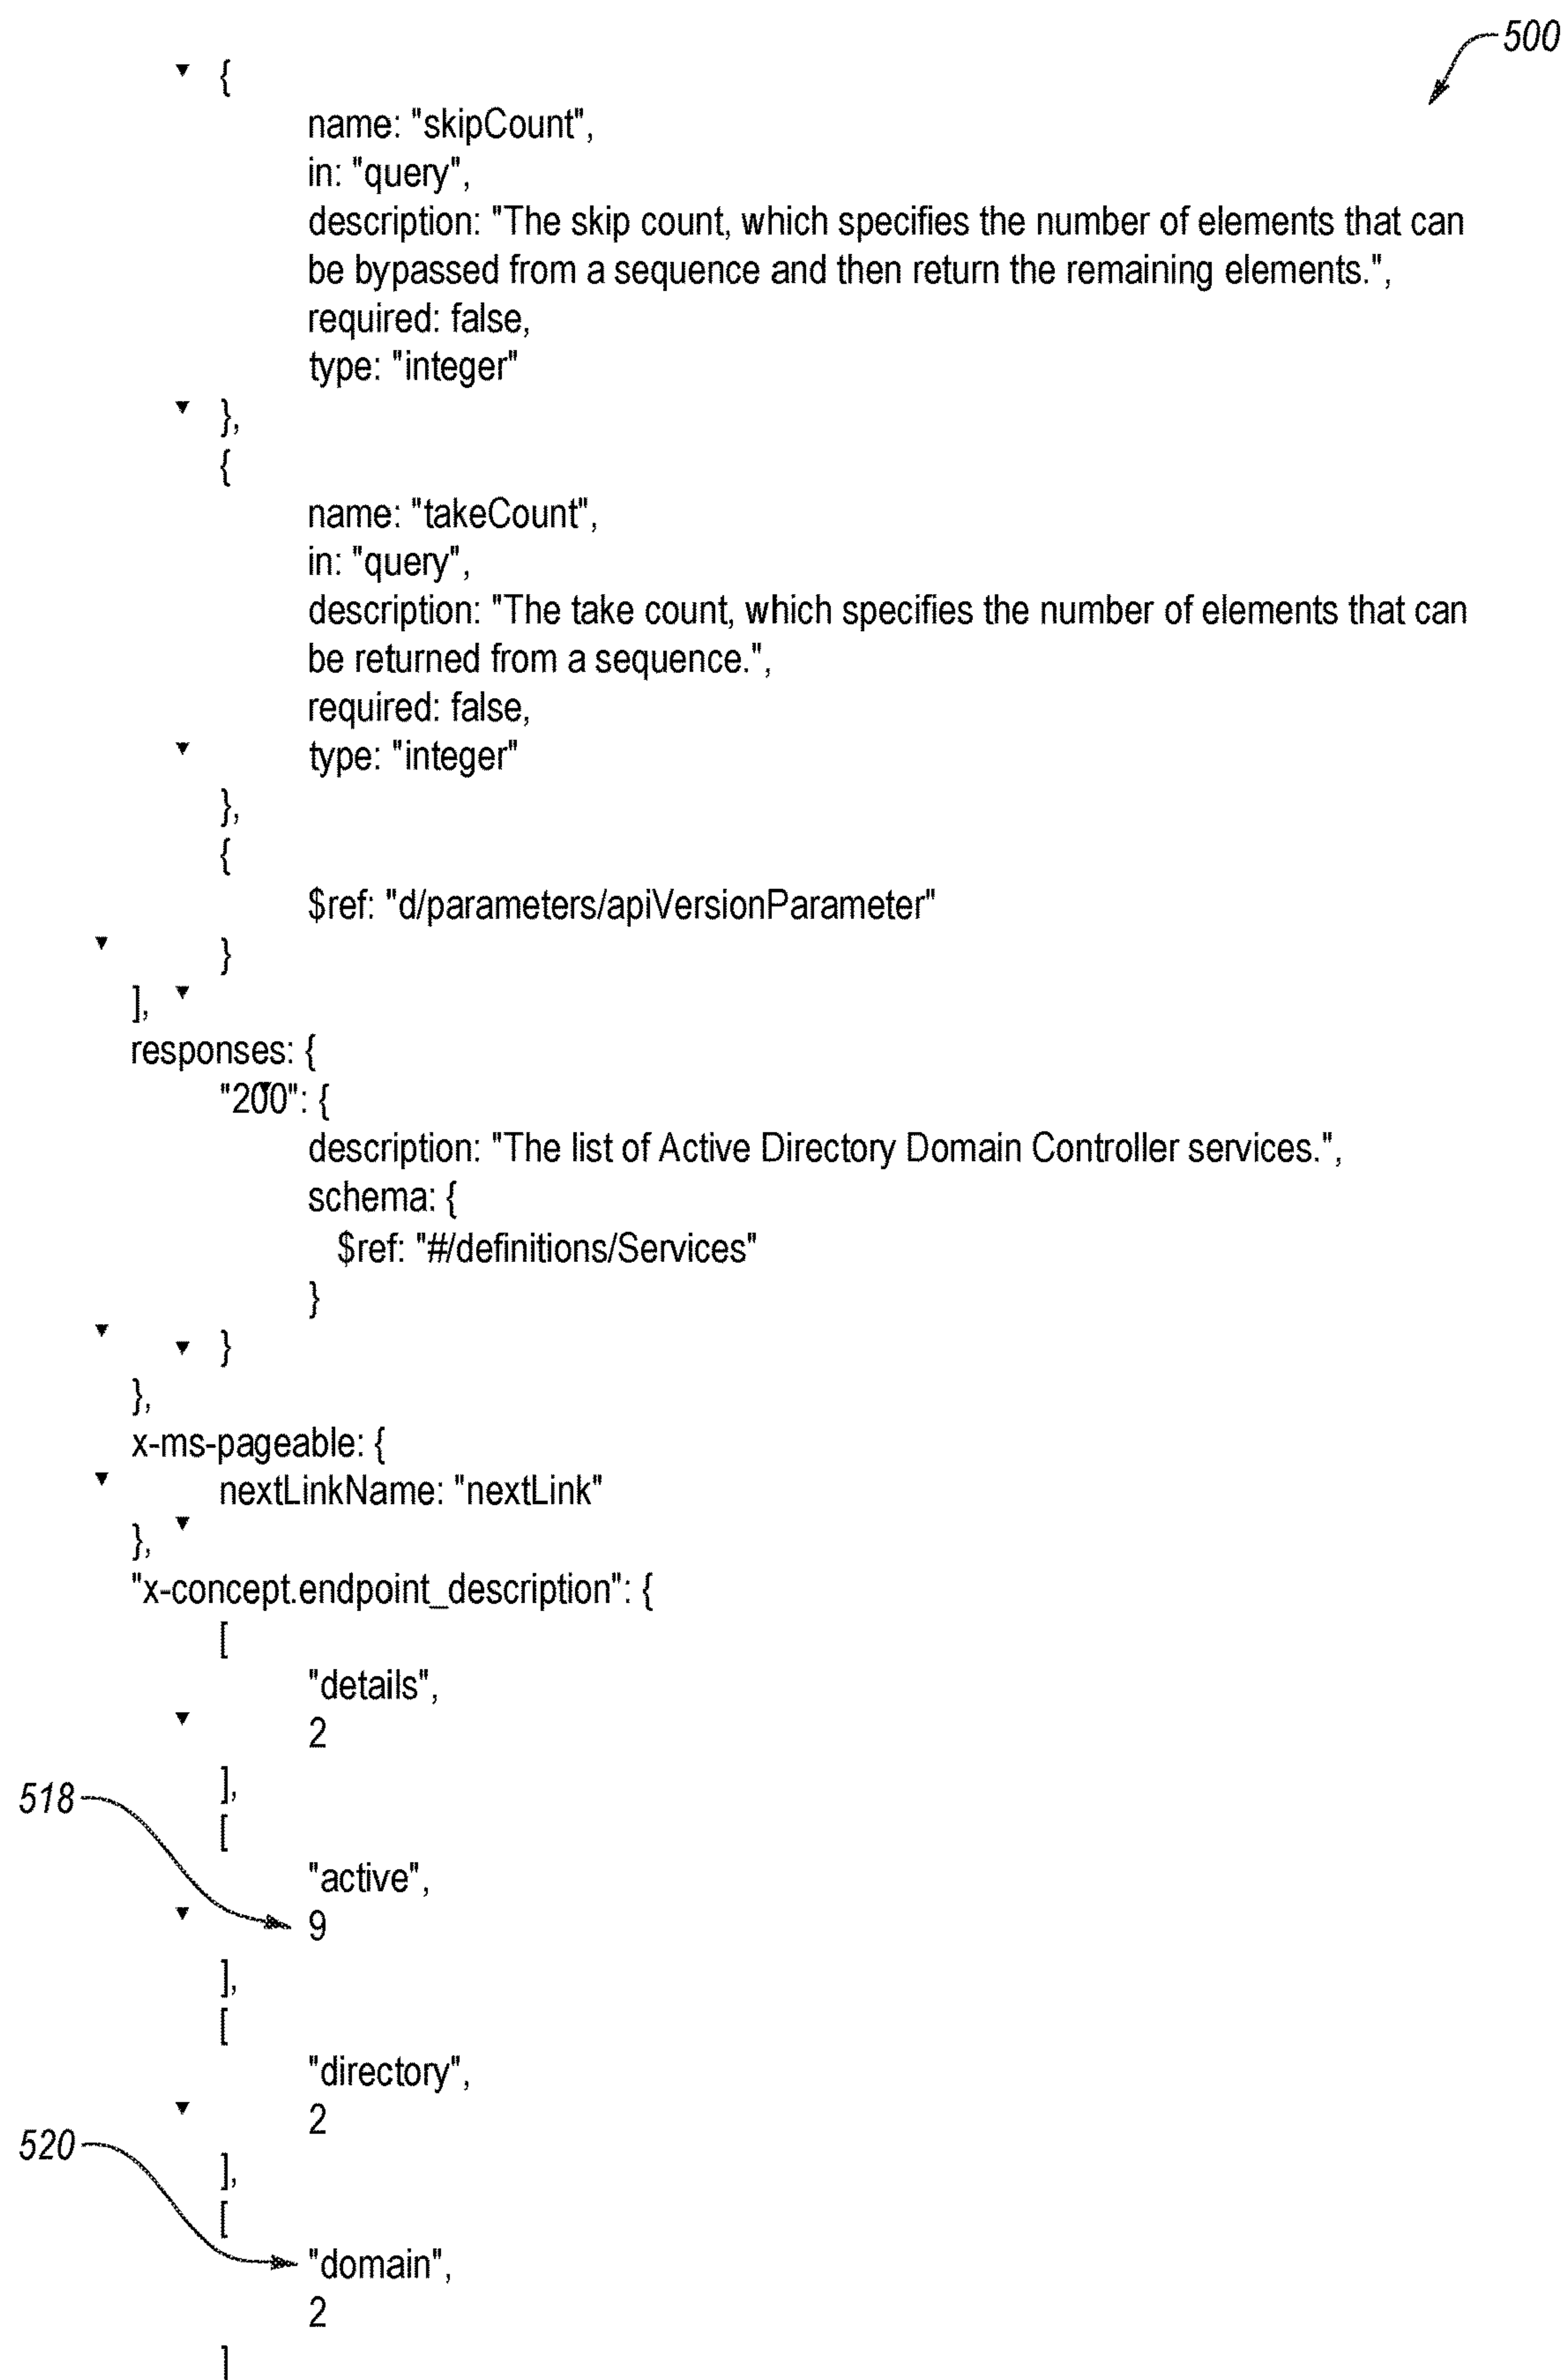 500
{
name: "skipCount",
in: "query",
description: "The skip count, which specifies the number of elements that can
be bypassed from a sequence and then return the remaining elements.",
required: false,
type: "integer"
},
{
name: "takeCount",
in: "query",
description: "The take count, which specifies the number of elements that can
be returned from a sequence.",
required: false,
type: "integer"
},
{
$ref: "d/parameters/apiVersionParameter"
}
],
responses: {
"200": {
description: "The list of Active Directory Domain Controller services.",
schema: {
$ref: "#/definitions/Services"
}
}
},
x-ms-pageable: {
nextLinkName: "nextLink"
},
"x-concept.endpoint_description": {
[
"details",
2
],
518
[
"active",
9
],
[
"directory",
2
520
],
[
"domain",
2
]